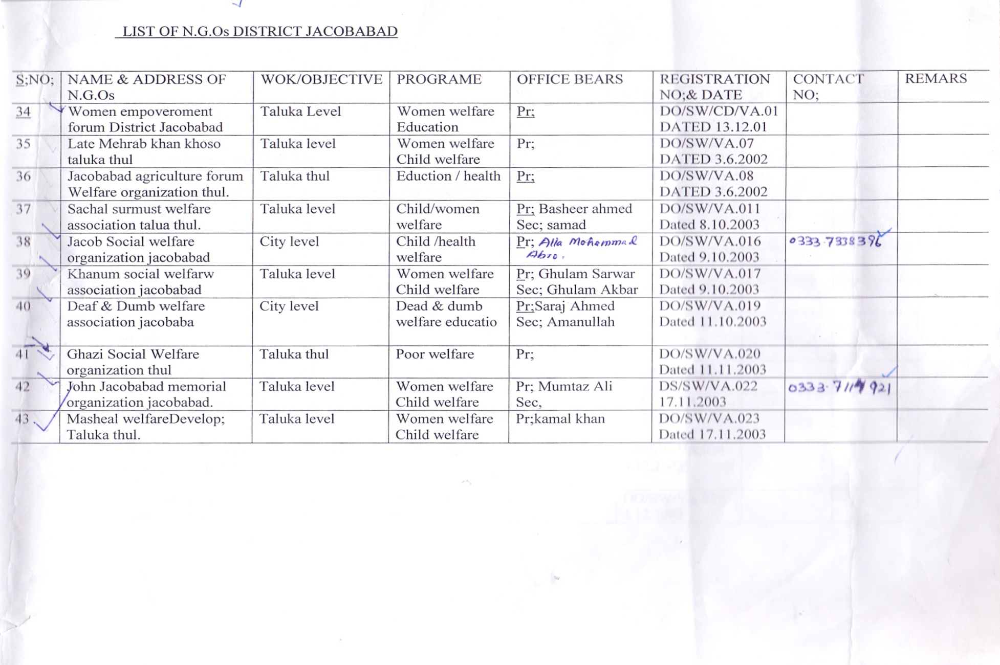 LIST OF N.G.Os DISTRICT JACOBABAD
S;NO; NAME & ADDRESS OF WOK/OBJECTIVE PROGRAME OFFICE BEARS REGISTRATION CONTACT REMARS
N.G.Os NO;& DATE NO;
34 Women empoveroment Taluka Level Women welfare Pr; DO/SW/CD/VA.01
forum District Jacobabad Education DATED 13.12.01
35 Late Mehrab khan khoso Taluka level Women welfare Pr; DO/SW/VA.07
taluka thul Child welfare DATED 3.6.2002
36 Jacobabad agriculture forum Taluka thul Eduction / health Pr; DO/SW/VA.08
Welfare organization thul. DATED 3.6.2002
37 Sachal surmust welfare Taluka level Child/women Pr; Basheer ahmed DO/SW/VA.011
association talua thul. welfare Sec; samad Dated 8.10.2003
38 Jacob Social welfare City level Child /health Pr; Alla Mohammad DO/SW/VA.016 0333-7338396
organization jacobabad welfare Abro. Dated 9.10.2003
39 Khanum social welfarw Taluka level Women welfare Pr; Ghulam Sarwar DO/SW/VA.017
association jacobabad Child welfare Sec; Ghulam Akbar Dated 9.10.2003
40 Deaf & Dumb welfare City level Dead & dumb Pr;Saraj Ahmed DO/SW/VA.019
association jacobaba welfare educatio Sec; Amanullah Dated 11.10.2003
41 Ghazi Social Welfare Taluka thul Poor welfare Pr; DO/SW/VA.020
organization thul Dated 11.11.2003
42 John Jacobabad memorial Taluka level Women welfare Pr; Mumtaz Ali DS/SW/VA.022
organization jacobabad. Child welfare Sec, 17.11.2003
43 Masheal welfareDevelop; Taluka level Women welfare Pr;kamal khan DO/SW/VA.023
Taluka thul. Child welfare Dated 17.11.2003